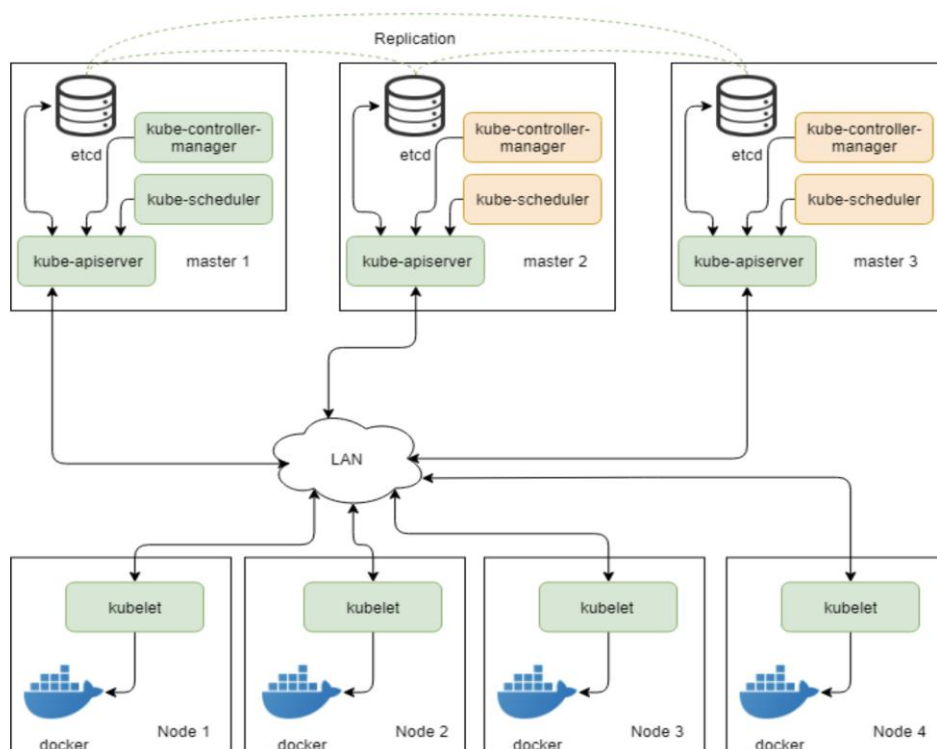 Replication
etcd
kube-controller-
manager
kube-scheduler
kube-apiserver
master 1
etcd
kube-controller-
manager
kube-scheduler
kube-apiserver
master 2
etcd
kube-controller-
manager
kube-scheduler
kube-apiserver
master 3
LAN
kubelet
docker
Node 1
kubelet
docker
Node 2
kubelet
docker
Node 3
kubelet
docker
Node 4